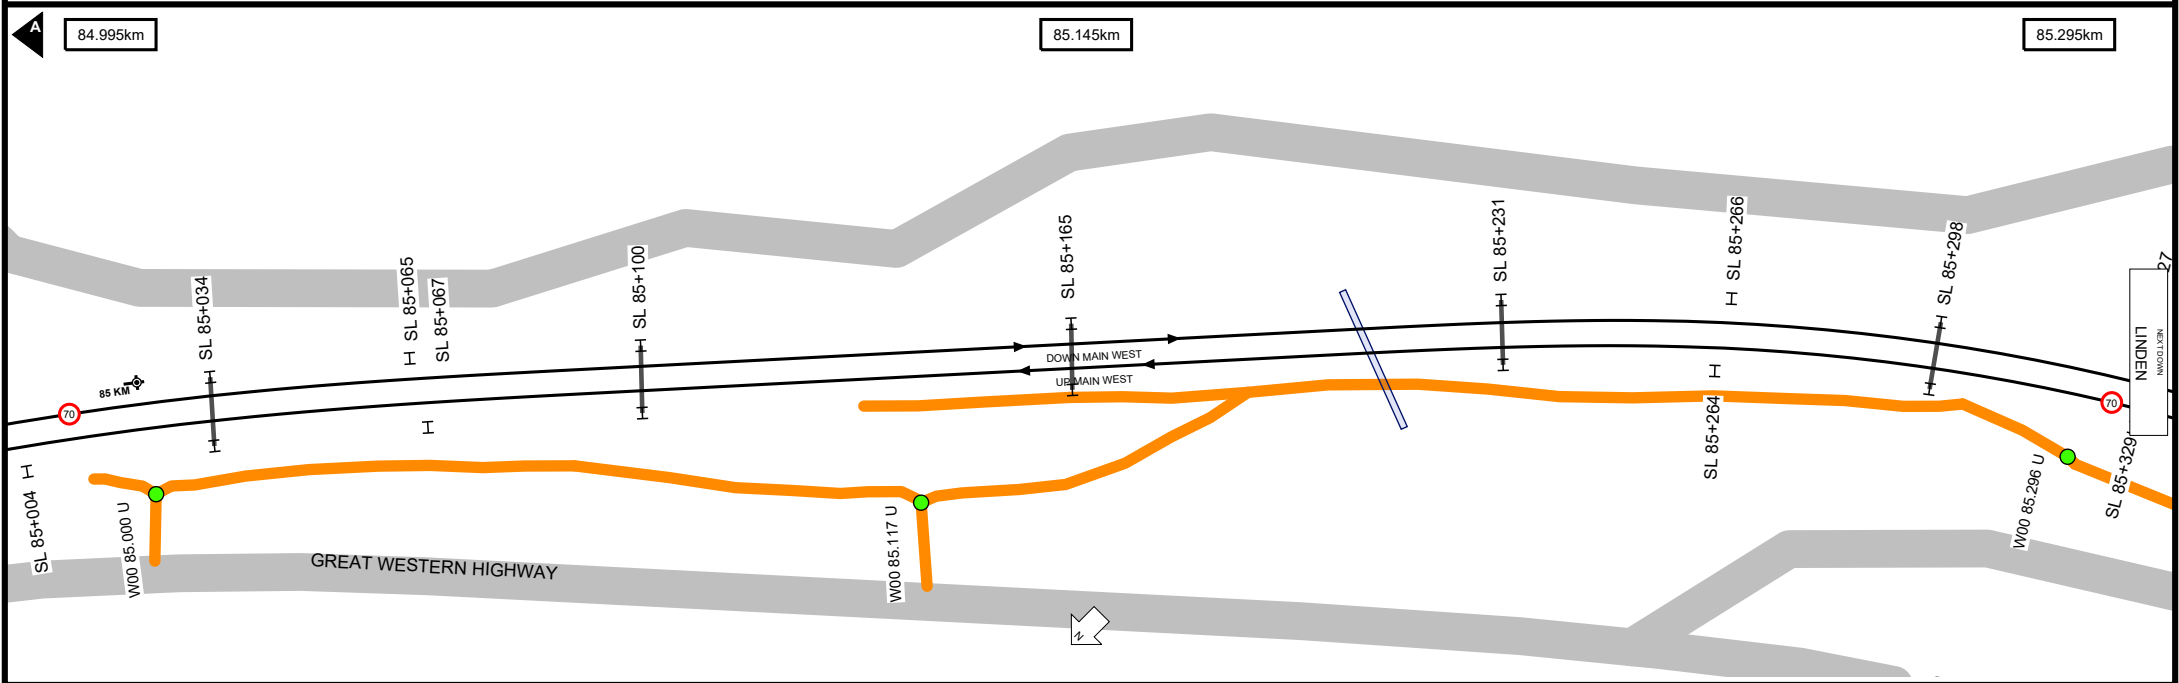 A
84.995km
85.145km
85.295km
SL 85+034
SL 85+065
SL 85+067
SL 85+100
SL 85+165
SL 85+231
SL 85+266
SL 85+298
27
85 KM
70
DOWN MAIN WEST
UP MAIN WEST
NEXT DOWN
LINDEN
70
SL 85+004
W00 85.000 U
GREAT WESTERN HIGHWAY
W00 85.117 U
SL 85+264
W00 85.296 U
SL 85+329
N